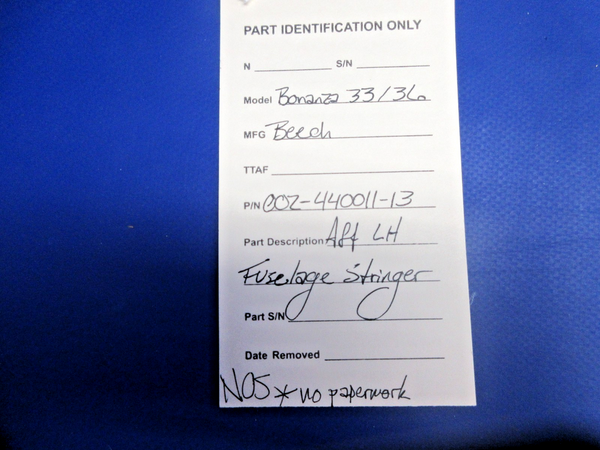 PART IDENTIFICATION ONLY
N S/N
Model Bonanza 33/36
MFG Beech
TTAF
P/N 002-440011-13
Part Description Aft LH
Fuselage Stringer
Part S/N
Date Removed
NOS * no paperwork